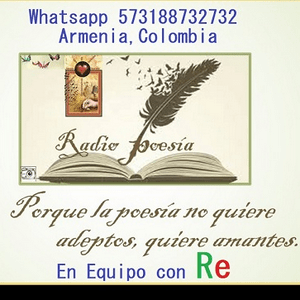 Whatsapp 573188732732
Armenia,Colombia
Radio poesía
Porque la poesía no quiere
adeptos, quiere amantes.
En Equipo con Re